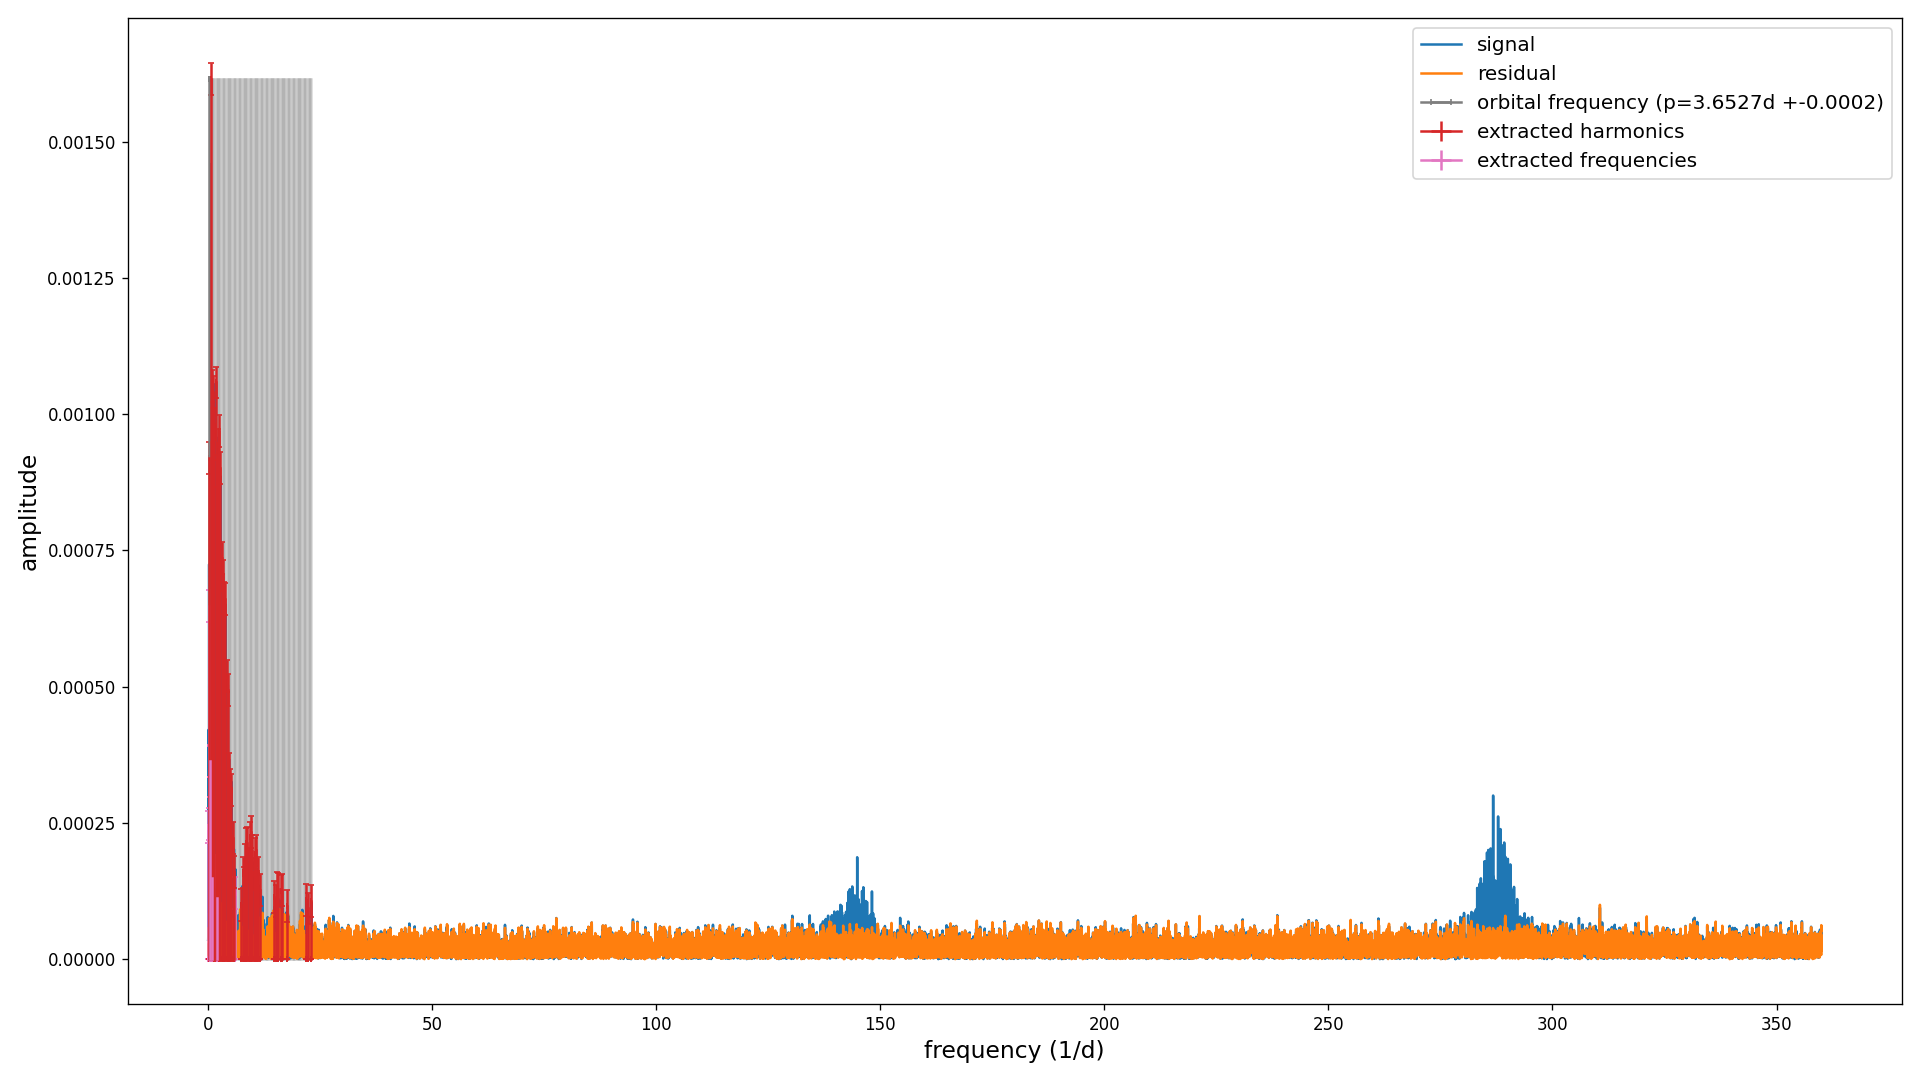 signal
residual
orbital frequency (p=3.6527d +-0.0002)
extracted harmonics
extracted frequencies
0.00150
0.00125
0.00100
0.00075
0.00050
0.00025
0.00000
amplitude
0 50 100 150 200 250 300 350
frequency (1/d)